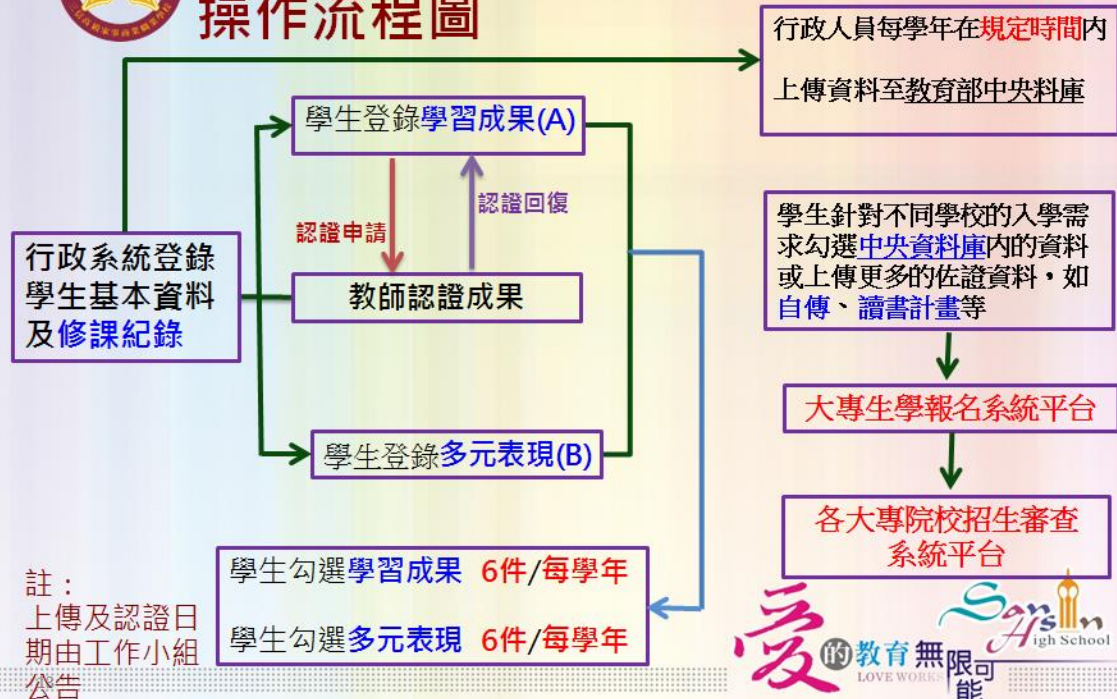 操作流程圖
行政人員每學年在規定時間內
上傳資料至教育部中央料庫
學生登錄學習成果(A)
認證申請
認證回復
行政系統登錄
學生基本資料
及修課紀錄
教師認證成果
學生登錄多元表現(B)
學生勾選學習成果 6件/每學年
學生勾選多元表現 6件/每學年
學生針對不同學校的入學需
求勾選中央資料庫內的資料
或上傳更多的佐證資料，如
自傳、讀書計畫等
大專生學報名系統平台
各大專院校招生審查
系統平台
註：
上傳及認證日
期由工作小組
公告
愛的教育無限可能
LOVE WORKS
San Hsin
High School